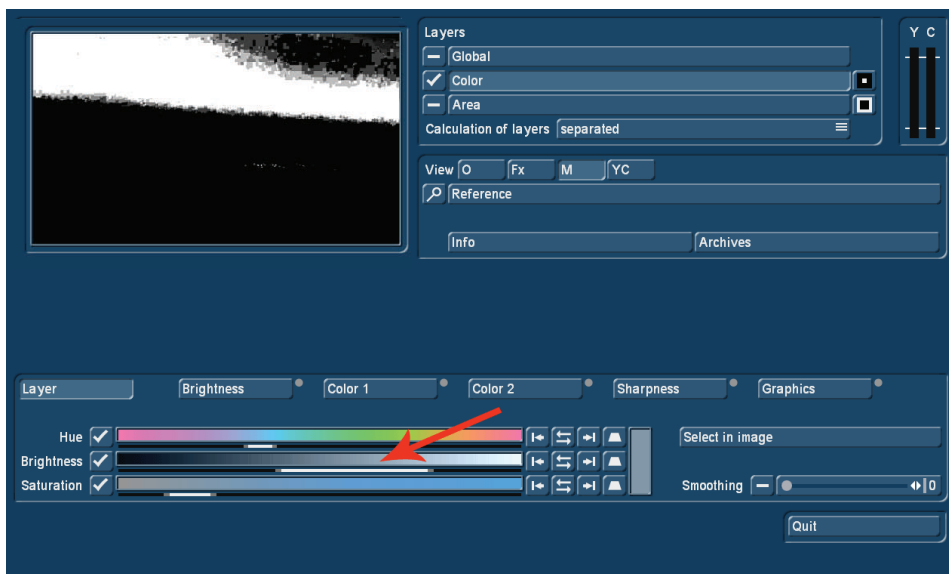 Layers
Y C
Global
Color
Area
Calculation of layers separated
View O Fx M YC
Reference
Info Archives
Layer Brightness Color 1 Color 2 Sharpness Graphics
Hue
Select in image
Brightness
Saturation
Smoothing 0
Quit